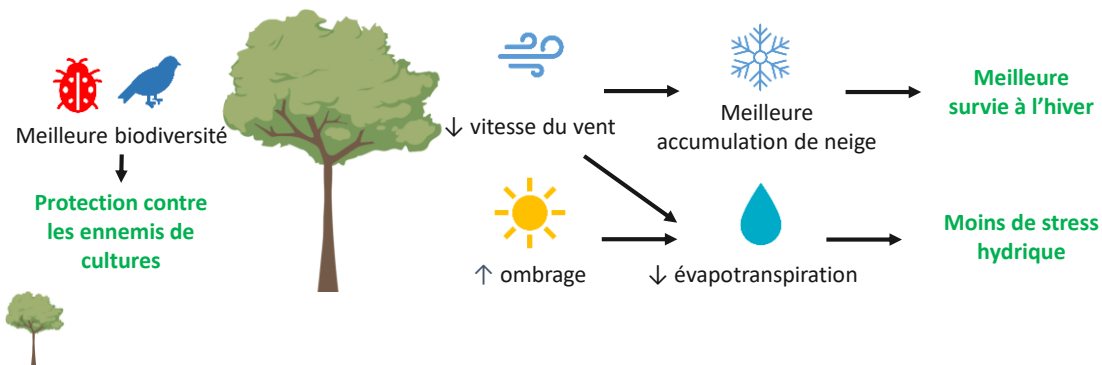 Meilleure biodiversité
Protection contre
les ennemis de
cultures
↓ vitesse du vent
Meilleure
accumulation de neige
Meilleure
survie à l’hiver
↑ ombrage
↓ évapotranspiration
Moins de stress
hydrique